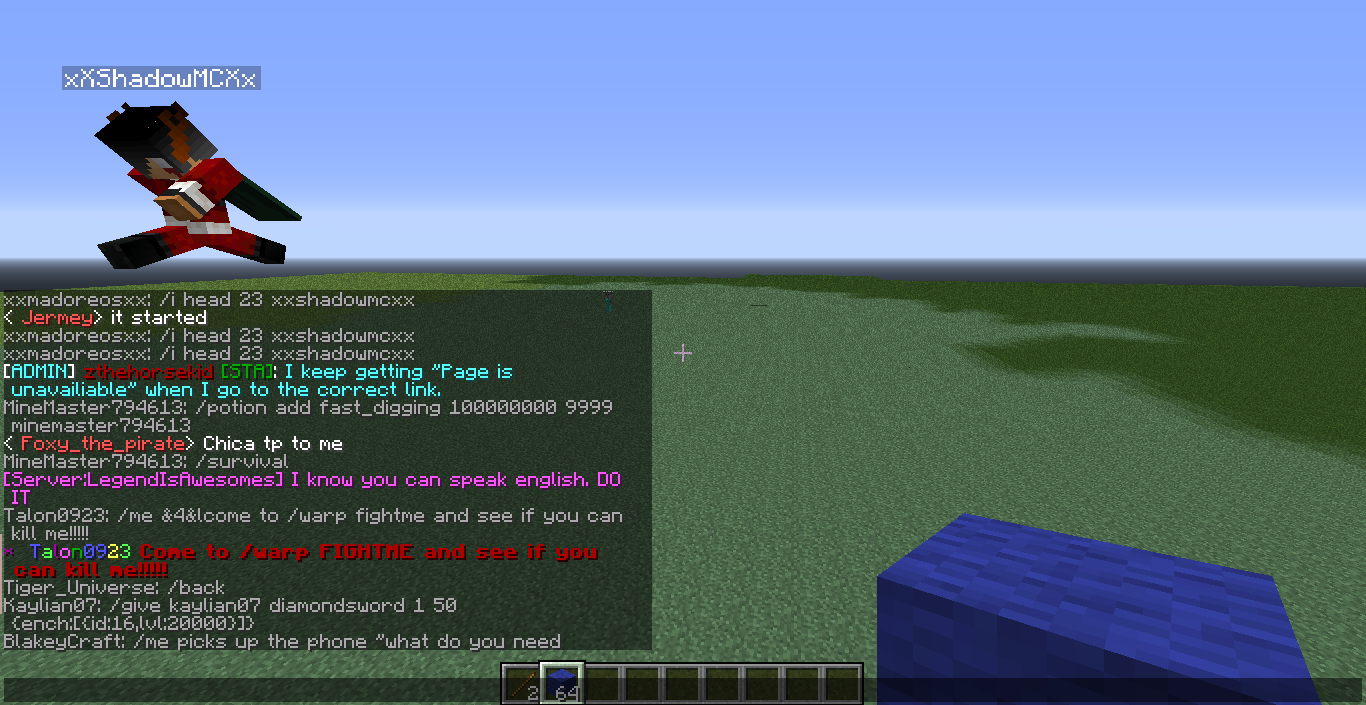 xXShadowMCXx
xxmadoreosxx: /i head 23 xxshadowmcxx
< Jermey> it started
xxmadoreosxx: /i head 23 xxshadowmcxx
xxmadoreosxx: /i head 23 xxshadowmcxx
[ADMIN] zthehorsekid [STA]: I keep getting "Page is
unavailiable" when I go to the correct link.
MineMaster794613: /potion add fast_digging 100000000 9999
minemaster794613
< Foxy_the_pirate> Chica tp to me
MineMaster794613: /survival
[Server:LegendIsAwesomes] I know you can speak english. DO
IT
Talon0923: /me &4&lcome to /warp fightme and see if you can
kill me!!!!!
* Talon0923 Come to /warp FIGHTME and see if you
can kill me!!!!!
Tiger_Universe: /back
Kaylian07: /give kaylian07 diamondsword 1 50
{ench:[{id:16,lvl:20000}]}
BlakeyCraft: /me picks up the phone "what do you need
2 64